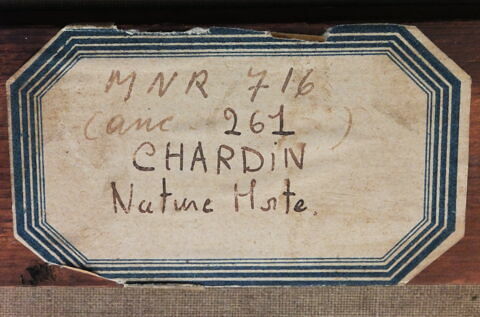 MNR 716
(anc 261 )
CHARDIN
Nature Morte.